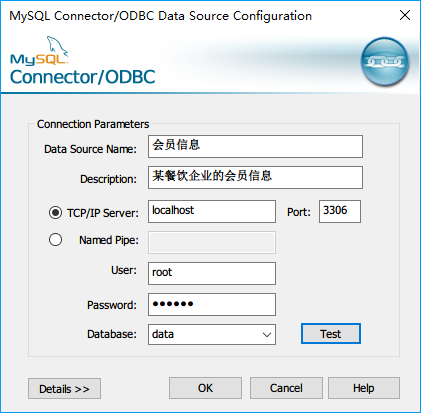 MySQL Connector/ODBC Data Source Configuration
MySQL
Connector/ODBC
Connection Parameters
Data Source Name: 会员信息
Description: 某餐饮企业的会员信息
TCP/IP Server: localhost Port: 3306
Named Pipe:
User: root
Password: ●●●●●●
Database: data Test
Details >> OK Cancel Help